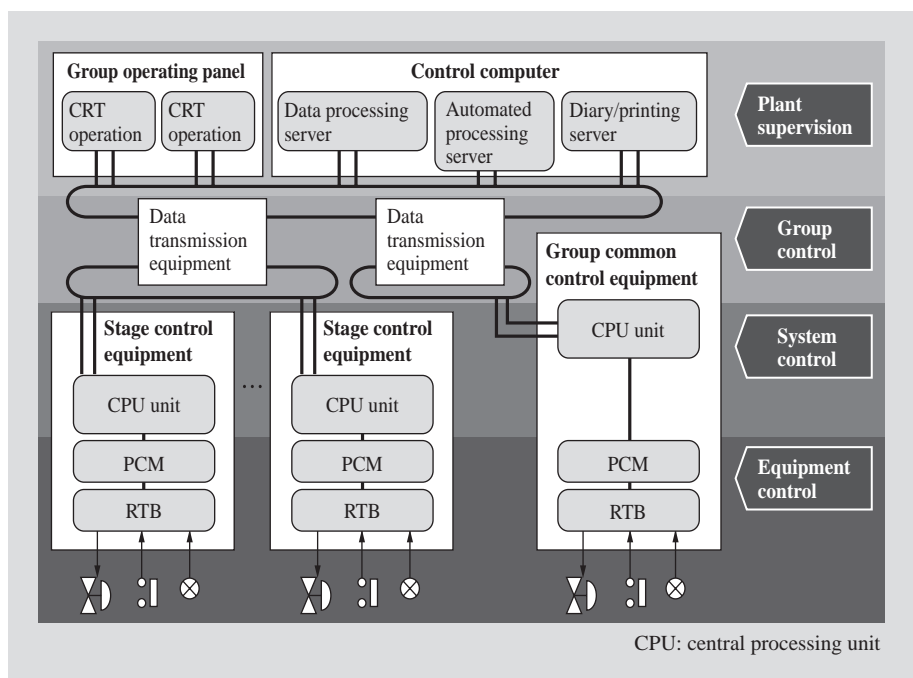 Group operating panel
CRT
operation
CRT
operation
Control computer
Data processing
server
Automated
processing
server
Diary/printing
server
Plant
supervision
Data
transmission
equipment
Data
transmission
equipment
Group
control
Group common
control equipment
CPU unit
Stage control
equipment
CPU unit
PCM
RTB
...
Stage control
equipment
CPU unit
PCM
RTB
System
control
PCM
RTB
Equipment
control
CPU: central processing unit